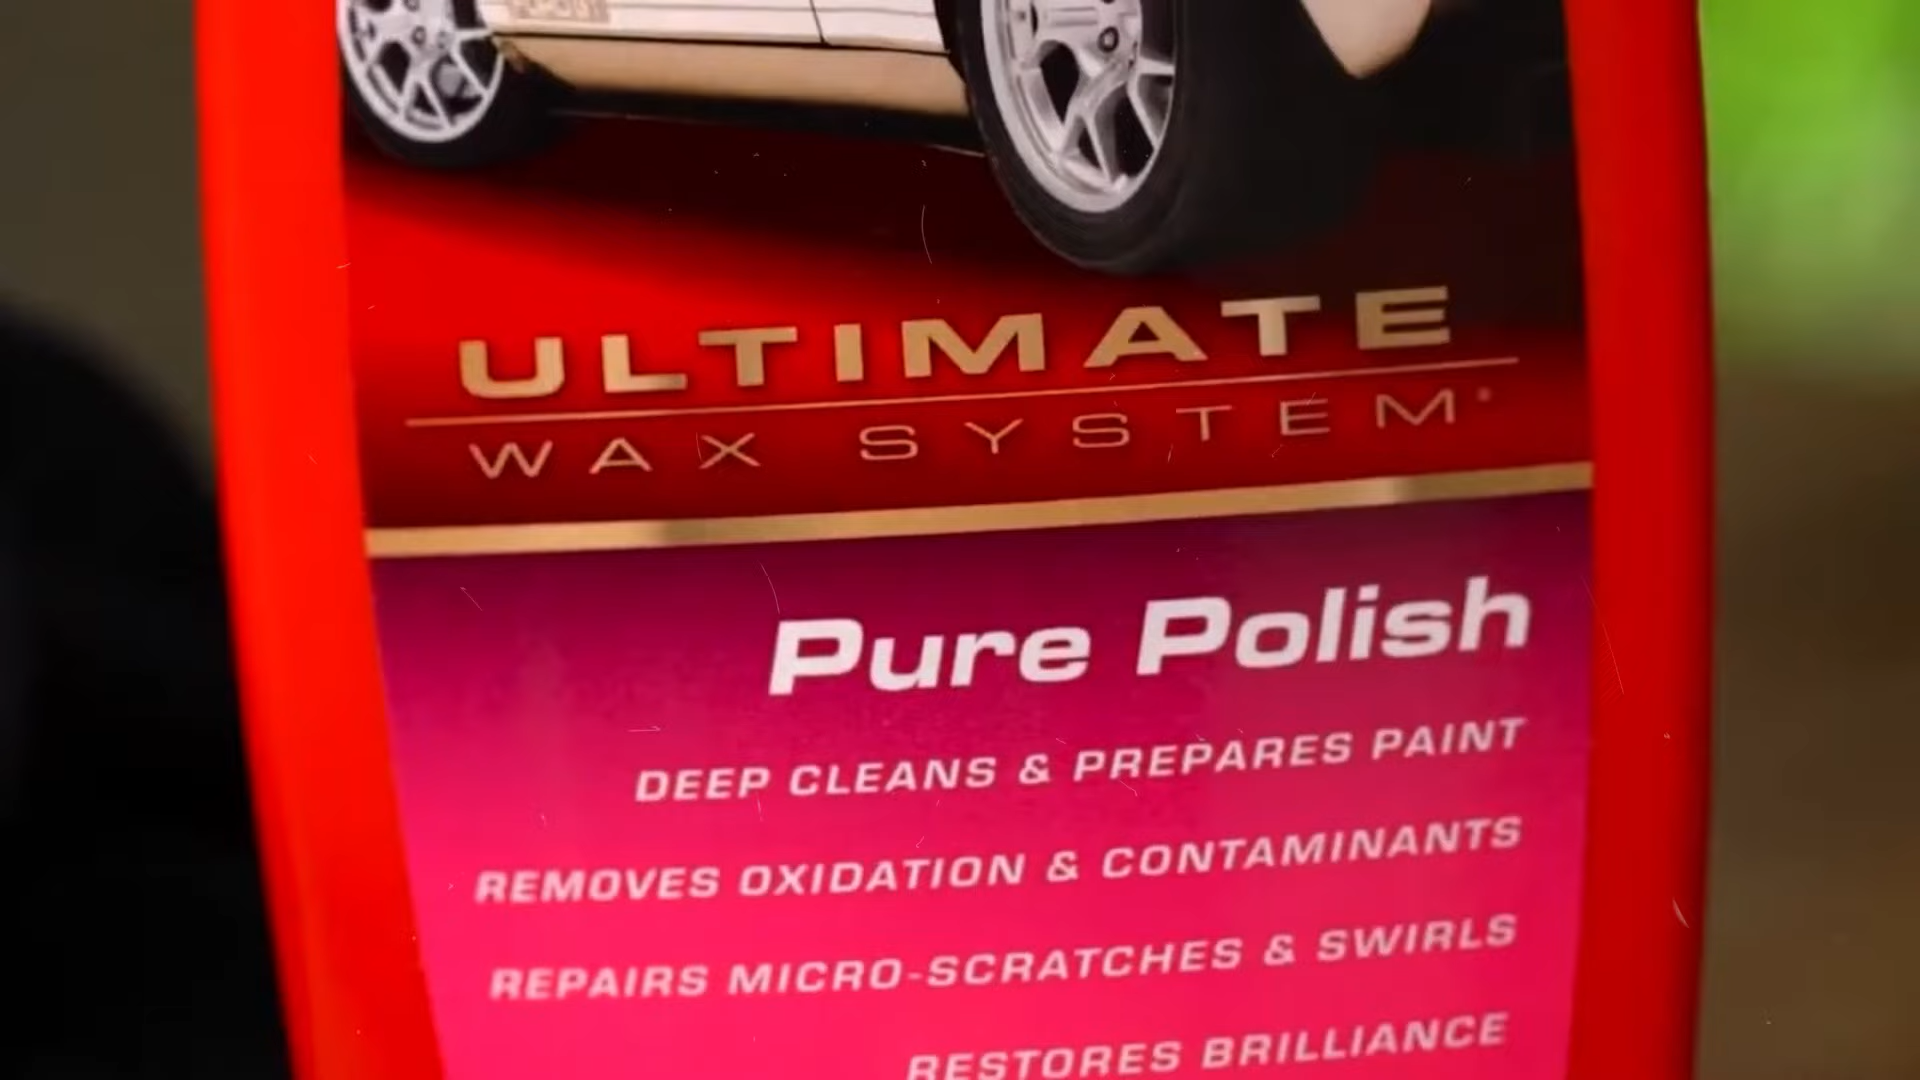 ULTIMATE
WAX SYSTEM
Pure Polish
DEEP CLEANS & PREPARES PAINT
REMOVES OXIDATION & CONTAMINANTS
REPAIRS MICRO-SCRATCHES & SWIRLS
RESTORES BRILLIANCE